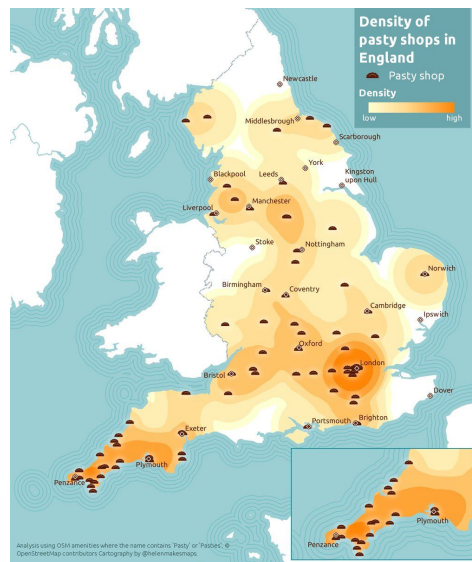 Density of
pasty shops in
England
Pasty shop
Density
low high
Newcastle
Middlesbrough
Scarborough
York
Blackpool
Leeds
Kingston
upon Hull
Manchester
Liverpool
Stoke
Nottingham
Norwich
Birmingham
Coventry
Cambridge
Ipswich
Oxford
London
Bristol
Dover
Portsmouth
Brighton
Exeter
Plymouth
Penzance
Plymouth
Penzance
Analysis using OSM amenities where the name contains 'Pasty' or 'Pasties'. ©
OpenStreetMap contributors Cartography by @helenmakesmaps.